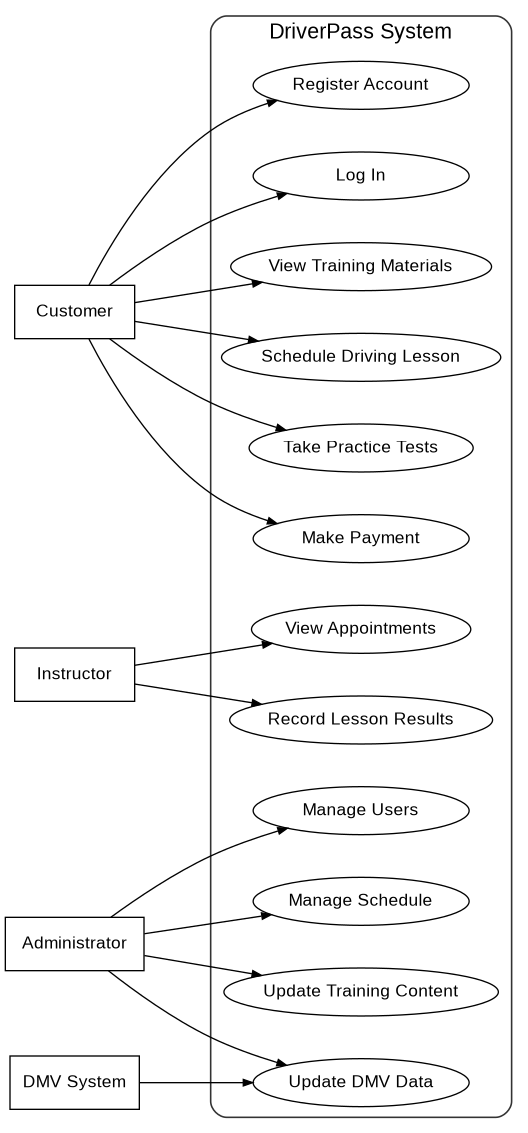 DriverPass System
Register Account
Log In
View Training Materials
Customer
Schedule Driving Lesson
Take Practice Tests
Make Payment
View Appointments
Instructor
Record Lesson Results
Manage Users
Manage Schedule
Administrator
Update Training Content
DMV System
Update DMV Data